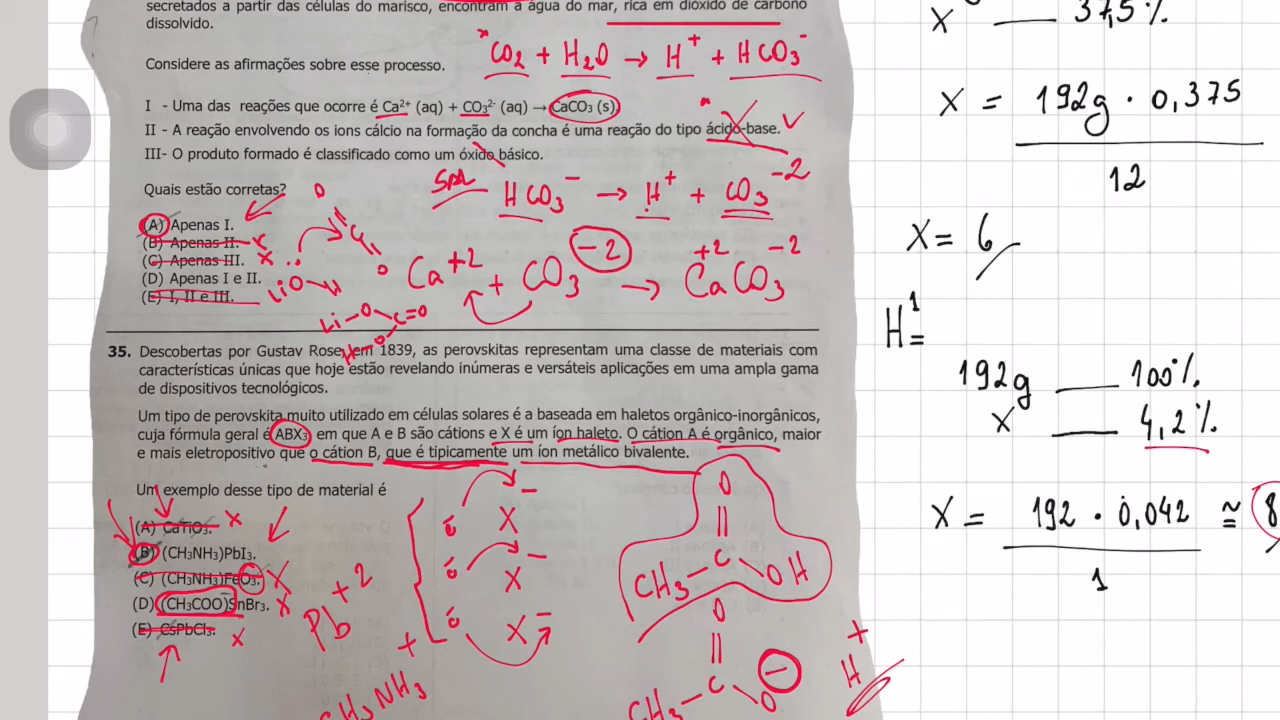 secretados a partir das células do marisco, encontram a água do mar, rica em dióxido de carbono
dissolvido.
CO2 + H2O → H+ + HCO3-
Considere as afirmações sobre esse processo.
I - Uma das reações que ocorre é Ca2+ (aq) + CO32- (aq) → CaCO3 (s).
II - A reação envolvendo os ions cálcio na formação da concha é uma reação do tipo ácido-base.
III- O produto formado é classificado como um óxido básico.
Quais estão corretas?
HCO3- → H+ + CO3-2
(A) Apenas I.
(B) Apenas II.
(C) Apenas III.
(D) Apenas I e II.
(E) I, II e III.
O
C
O
LiO H
Ca+2 + CO3-2 → CaCO3
+2 -2
Li-O C=O
H-O
35. Descobertas por Gustav Rose, em 1839, as perovskitas representam uma classe de materiais com
características únicas que hoje estão revelando inúmeras e versáteis aplicações em uma ampla gama
de dispositivos tecnológicos.
Um tipo de perovskita muito utilizado em células solares é a baseada em haletos orgânico-inorgânicos,
cuja fórmula geral é ABX3, em que A e B são cátions e X é um íon haleto. O cátion A é orgânico, maior
e mais eletropositivo que o cátion B, que é tipicamente um íon metálico bivalente.
Um exemplo desse tipo de material é
(A) CaTiO3.
(B) (CH3NH3)PbI3.
(C) (CH3NH3)FeO3.
(D) (CH3COO)SnBr3.
(E) CsPbCl3.
Pb+2
+
CH3NH3
X-
X-
X-
O
CH3-C OH
O
CH3-C O-
+
H
X 37,5%
X = 192g · 0,375
12
X = 6
H1=
192g 100%
X 4,2%
X = 192 · 0,042 ≅ 8
1